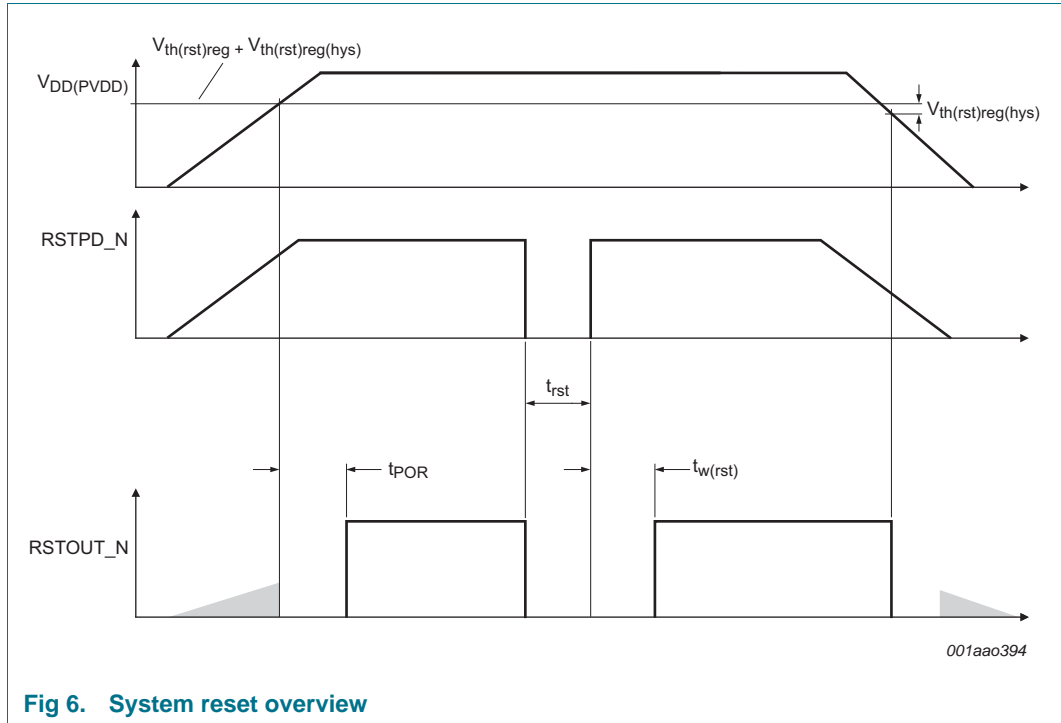 Vth(rst)reg + Vth(rst)reg(hys)
VDD(PVDD)
Vth(rst)reg(hys)
RSTPD_N
trst
tPOR
tw(rst)
RSTOUT_N
001aao394
Fig 6. System reset overview